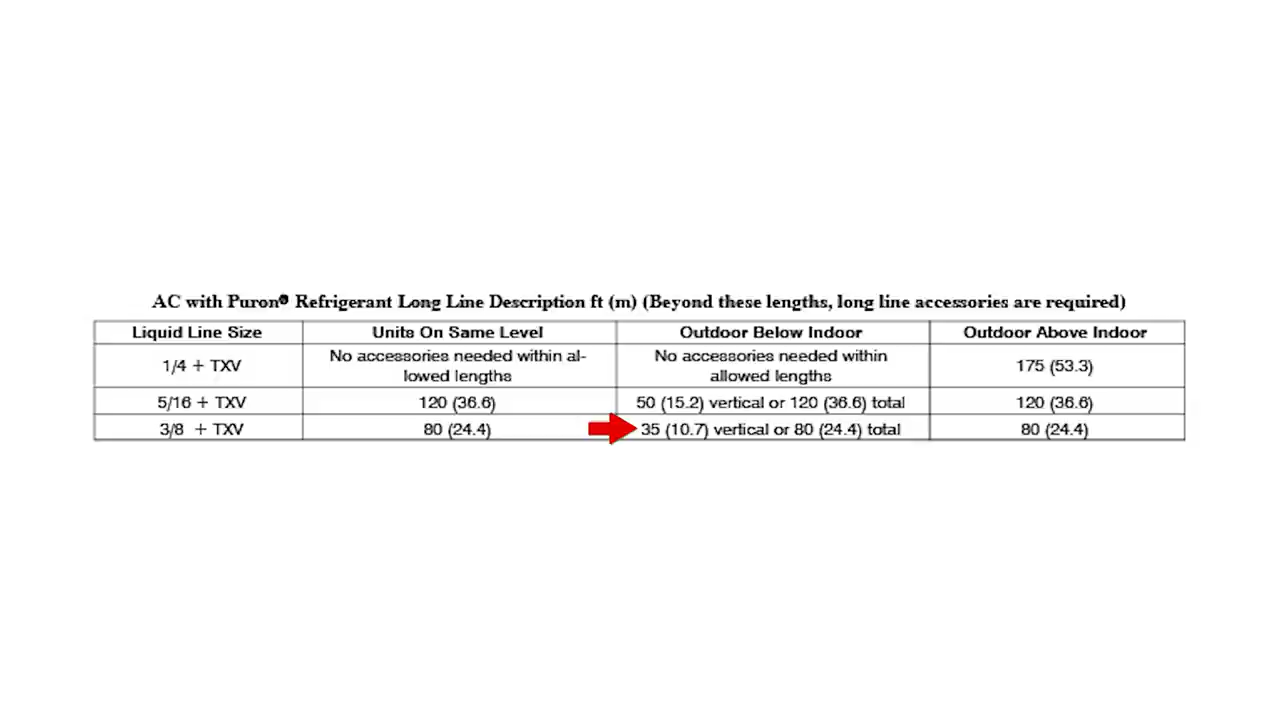 AC with Puron® Refrigerant Long Line Description ft (m) (Beyond these lengths, long line accessories are required)
Liquid Line Size Units On Same Level Outdoor Below Indoor Outdoor Above Indoor
1/4 + TXV No accessories needed within al-
lowed lengths No accessories needed within
allowed lengths 175 (53.3)
5/16 + TXV 120 (36.6) 50 (15.2) vertical or 120 (36.6) total 120 (36.6)
3/8 + TXV 80 (24.4) 35 (10.7) vertical or 80 (24.4) total 80 (24.4)